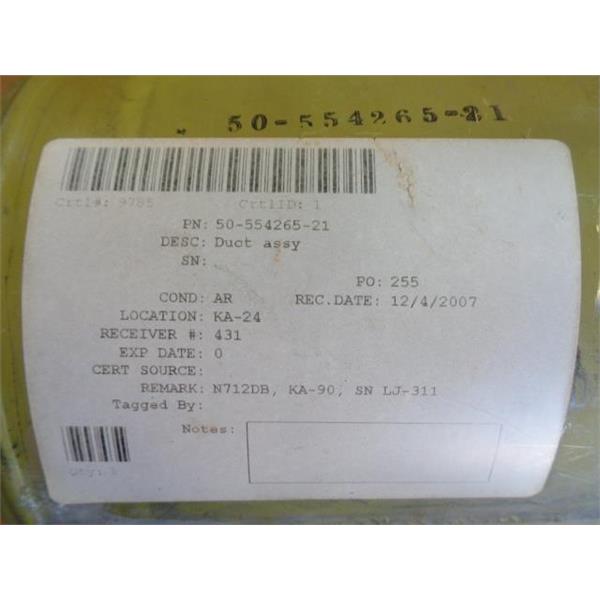 50-554265-21
Crtl#: 9785 CrtlID: 1
PN: 50-554265-21
DESC: Duct assy
SN:
PO: 255
COND: AR REC.DATE: 12/4/2007
LOCATION: KA-24
RECEIVER #: 431
EXP DATE: 0
CERT SOURCE:
REMARK: N712DB, KA-90, SN LJ-311
Tagged By:
Notes:
Qty: